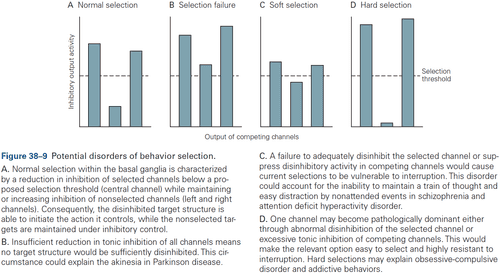 A Normal selection
B Selection failure
C Soft selection
D Hard selection
Inhibitory output activity
Selection
threshold
Output of competing channels
Figure 38–9 Potential disorders of behavior selection.
A. Normal selection within the basal ganglia is characterized
by a reduction in inhibition of selected channels below a pro-
posed selection threshold (central channel) while maintaining
or increasing inhibition of nonselected channels (left and right
channels). Consequently, the disinhibited target structure is
able to initiate the action it controls, while the nonselected tar-
gets are maintained under inhibitory control.
B. Insufficient reduction in tonic inhibition of all channels means
no target structure would be sufficiently disinhibited. This cir-
cumstance could explain the akinesia in Parkinson disease.
C. A failure to adequately disinhibit the selected channel or sup-
press disinhibitory activity in competing channels would cause
current selections to be vulnerable to interruption. This disorder
could account for the inability to maintain a train of thought and
easy distraction by nonattended events in schizophrenia and
attention deficit hyperactivity disorder.
D. One channel may become pathologically dominant either
through abnormal disinhibition of the selected channel or
excessive tonic inhibition of competing channels. This would
make the relevant option easy to select and highly resistant to
interruption. Hard selections may explain obsessive-compulsive
disorder and addictive behaviors.